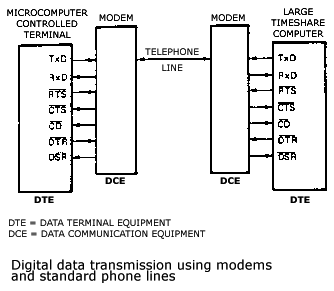 MICROCOMPUTER
CONTROLLED
TERMINAL
MODEM
MODEM
LARGE
TIMESHARE
COMPUTER
TxD
RxD
RTS
CTS
CD
DTR
DSR
TELEPHONE
LINE
TxD
RxD
RTS
CTS
CD
DTR
DSR
DTE
DCE
DCE
DTE
DTE = DATA TERMINAL EQUIPMENT
DCE = DATA COMMUNICATION EQUIPMENT
Digital data transmission using modems
and standard phone lines